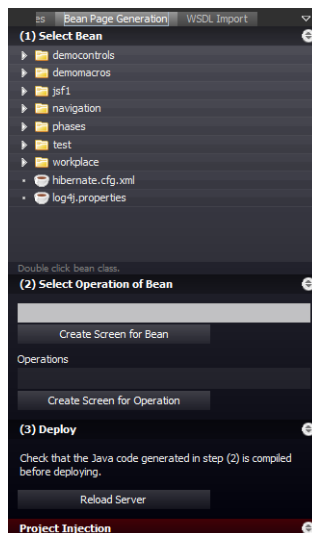 es Bean Page Generation WSDL Import
(1) Select Bean
democontrols
demomacros
jsf1
navigation
phases
test
workplace
hibernate.cfg.xml
log4j.properties
Double click bean class.
(2) Select Operation of Bean
Create Screen for Bean
Operations
Create Screen for Operation
(3) Deploy
Check that the Java code generated in step (2) is compiled
before deploying.
Reload Server
Project Injection